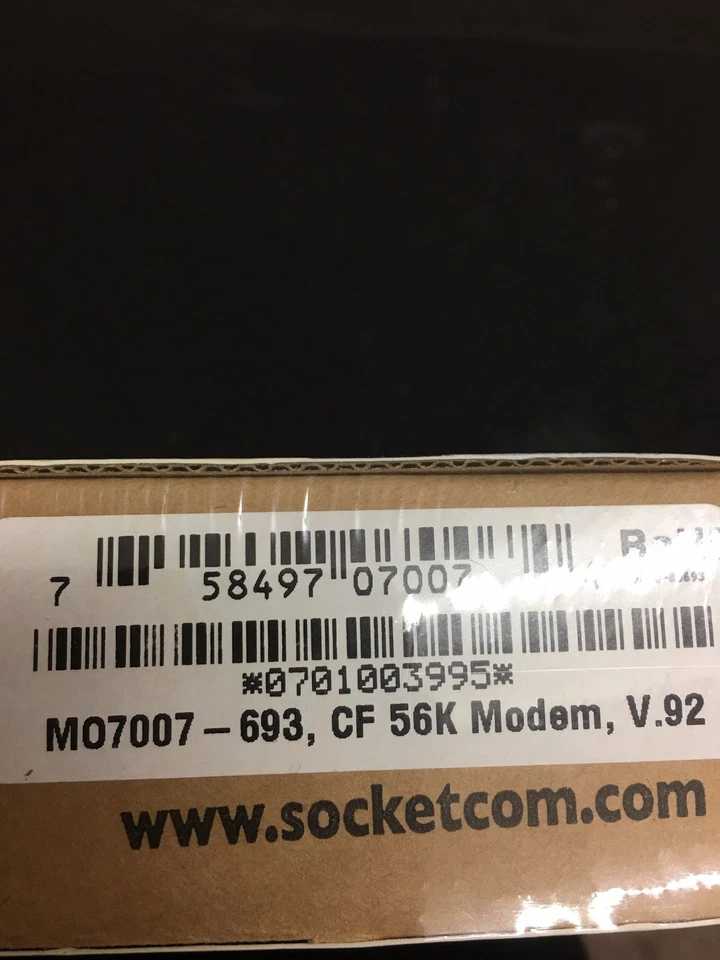 7 58497 07007
*0701003995*
MO7007-693, CF 56K Modem, V.92
www.socketcom.com